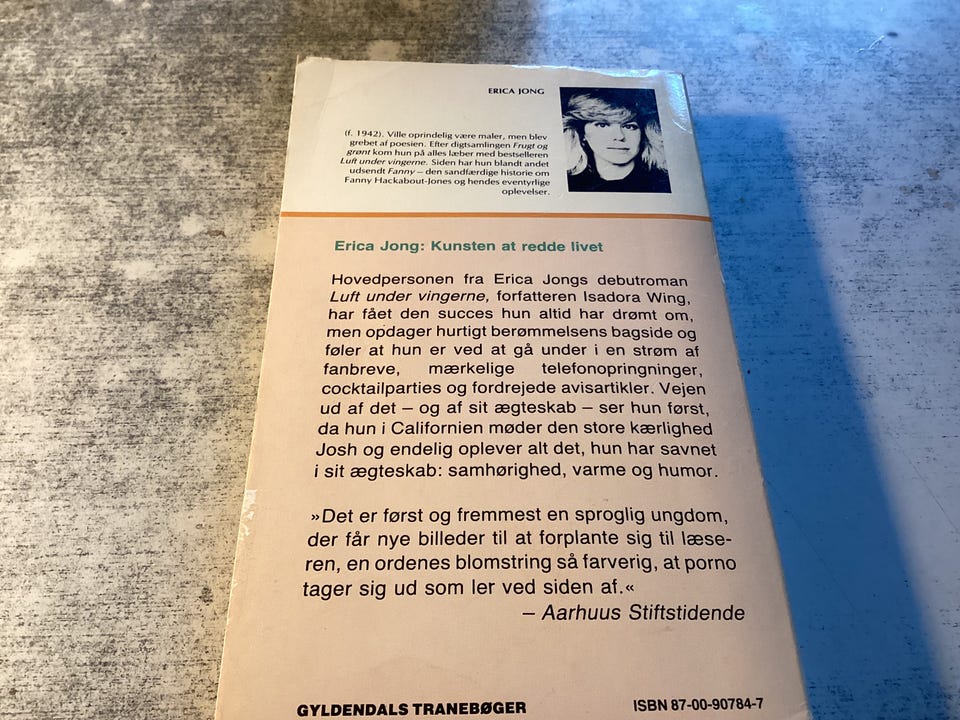 ERICA JONG
(f. 1942). Ville oprindelig være maler, men blev
grebet af poesien. Efter digtsamlingen Frugt og
grønt kom hun på alles læber med bestselleren
Luft under vingerne. Siden har hun blandt andet
udsendt Fanny – den sandfærdige historie om
Fanny Hackabout-Jones og hendes eventyrlige
oplevelser.
Erica Jong: Kunsten at redde livet
Hovedpersonen fra Erica Jongs debutroman
Luft under vingerne, forfatteren Isadora Wing,
har fået den succes hun altid har drømt om,
men opdager hurtigt berømmelsens bagside og
føler at hun er ved at gå under i en strøm af
fanbreve, mærkelige telefonopringninger,
cocktailparties og fordrejede avisartikler. Vejen
ud af det – og af sit ægteskab – ser hun først,
da hun i Californien møder den store kærlighed
Josh og endelig oplever alt det, hun har savnet
i sit ægteskab: samhørighed, varme og humor.
»Det er først og fremmest en sproglig ungdom,
der får nye billeder til at forplante sig til læse-
ren, en ordenes blomstring så farverig, at porno
tager sig ud som ler ved siden af.«
– Aarhuus Stiftstidende
GYLDENDALS TRANEBØGER
ISBN 87-00-90784-7